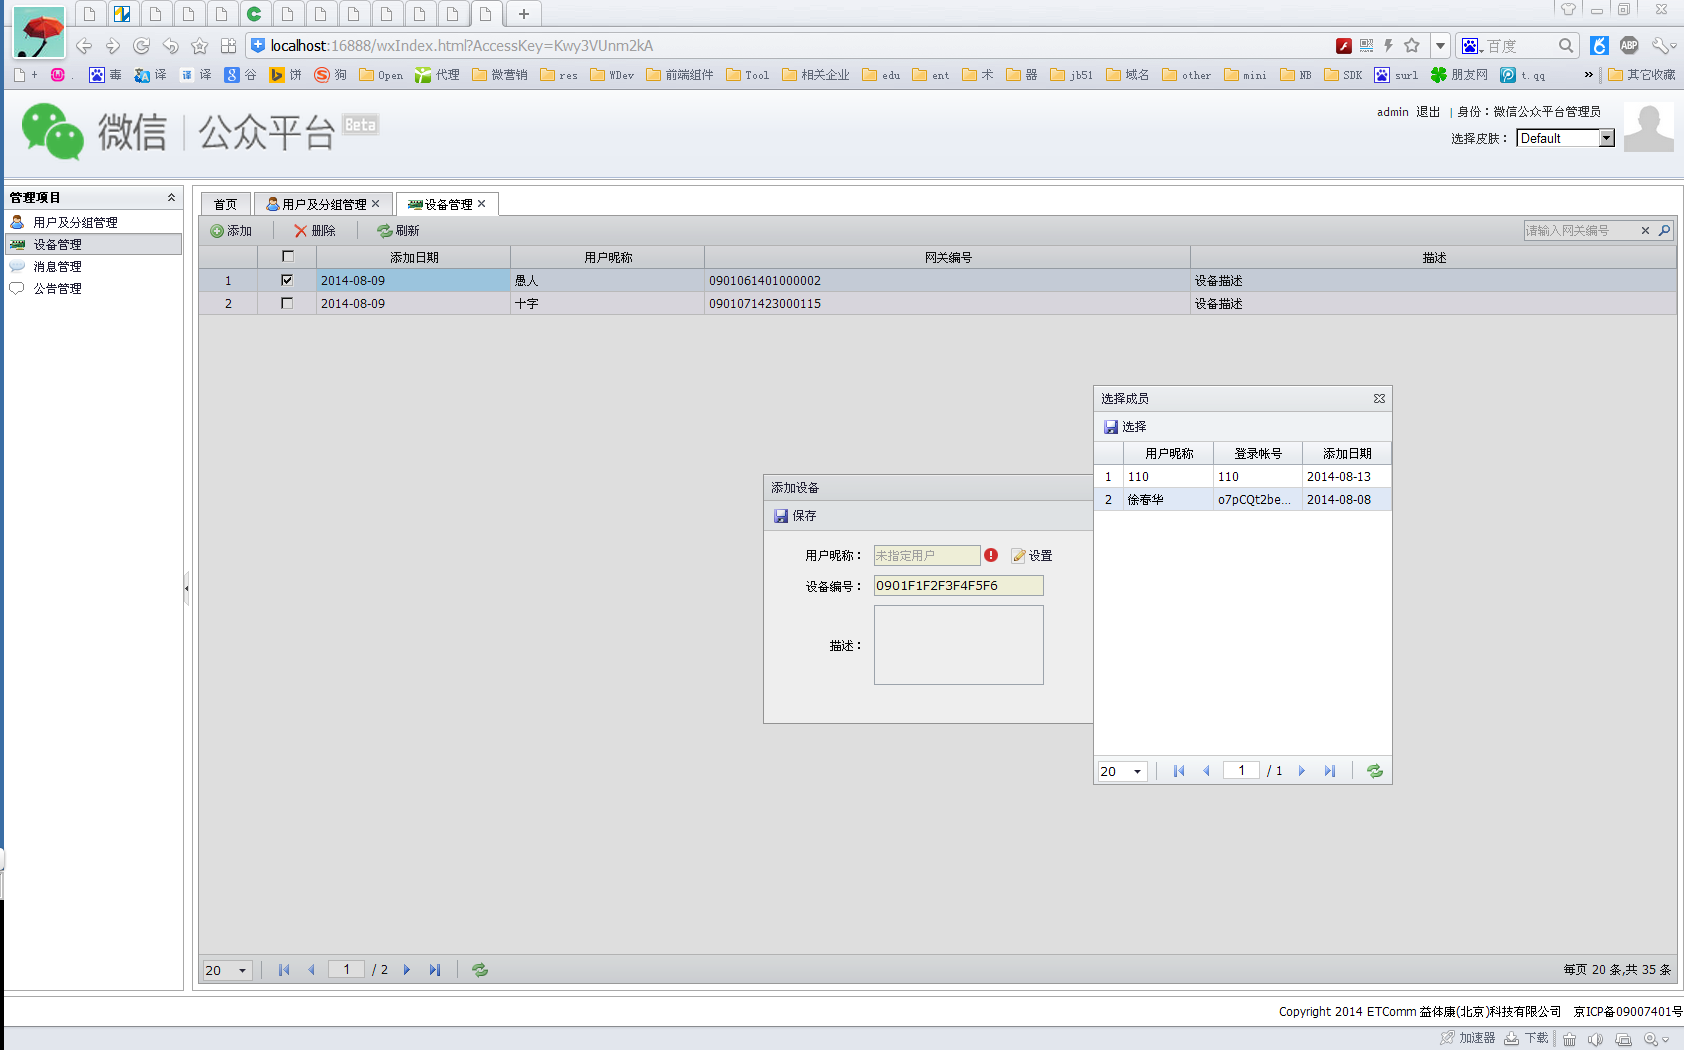 localhost:16888/wxIndex.html?AccessKey=Kwy3VUnm2kA
百度
ABP
+ . 毒 译 译 谷 饼 狗 Open 代理 微营销 res WDev 前端组件 Tool 相关企业 edu ent 术 器 jb51 域名 other mini NB SDK surl 朋友网 t.qq » 其它收藏
微信 公众平台 Beta
admin 退出 | 身份：微信公众平台管理员
选择皮肤： Default
管理项目
用户及分组管理
设备管理
消息管理
公告管理
首页 用户及分组管理 设备管理
添加 删除 刷新 请输入网关编号
添加日期 用户昵称 网关编号 描述
1 2014-08-09 愚人 0901061401000002 设备描述
2 2014-08-09 十字 0901071423000115 设备描述
选择成员
选择
用户昵称 登录帐号 添加日期
1 110 110 2014-08-13
2 徐春华 o7pCQt2be... 2014-08-08
20 1 / 1
添加设备
保存
用户昵称： 未指定用户 设置
设备编号： 0901F1F2F3F4F5F6
描述：
20 1 / 2 每页 20 条,共 35 条
Copyright 2014 ETComm 益体康(北京)科技有限公司 京ICP备09007401号
加速器 下载